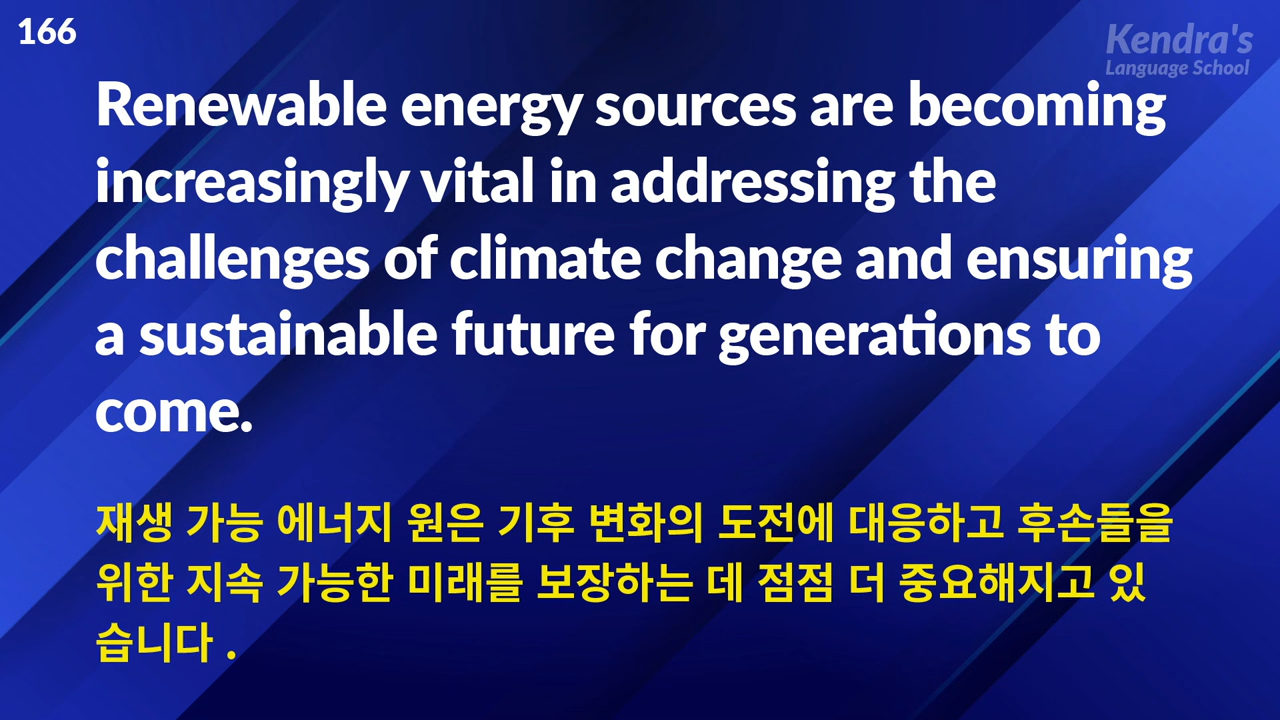 166
Kendra's
Language School
Renewable energy sources are becoming
increasingly vital in addressing the
challenges of climate change and ensuring
a sustainable future for generations to
come.
재생 가능 에너지 원은 기후 변화의 도전에 대응하고 후손들을
위한 지속 가능한 미래를 보장하는 데 점점 더 중요해지고 있
습니다 .